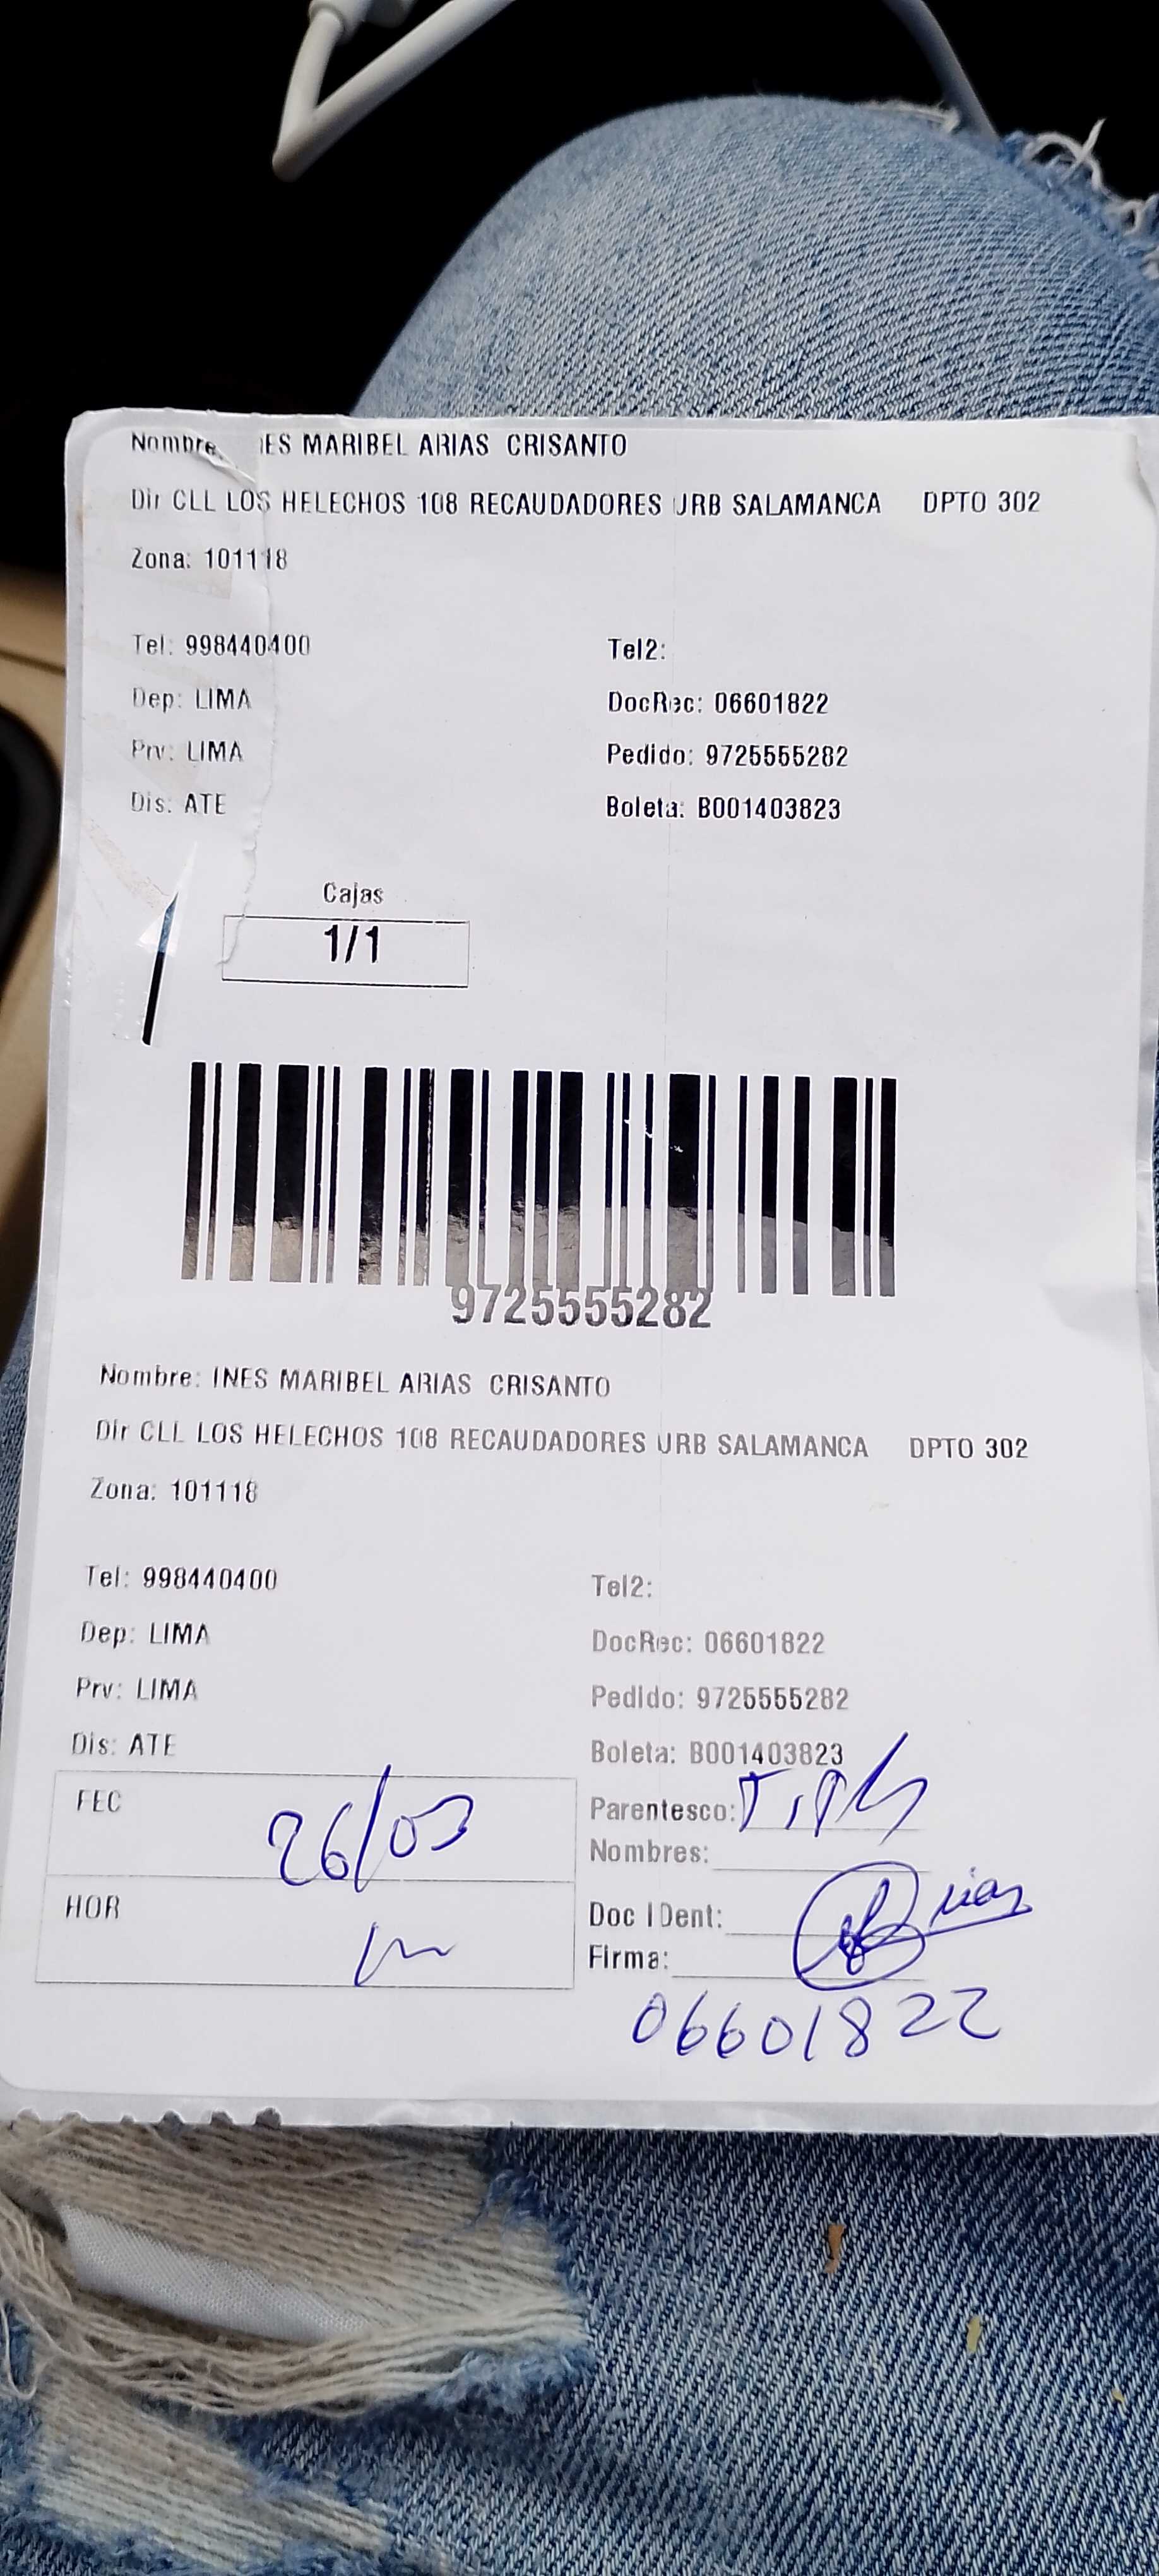 Nombre: INES MARIBEL ARIAS CRISANTO
Dir CLL LOS HELECHOS 108 RECAUDADORES URB SALAMANCA DPTO 302
Zona: 101118
Tel: 998440400 Tel2:
Dep: LIMA DocRec: 06601822
Prv: LIMA Pedido: 9725555282
Dis: ATE Boleta: B001403823
Cajas
1/1
9725555282
Nombre: INES MARIBEL ARIAS CRISANTO
Dir CLL LOS HELECHOS 108 RECAUDADORES URB SALAMANCA DPTO 302
Zona: 101118
Tel: 998440400 Tel2:
Dep: LIMA DocRec: 06601822
Prv: LIMA Pedido: 9725555282
Dis: ATE Boleta: B001403823
FEC 26/03 Parentesco:
Nombres:
HOR Doc IDent:
Firma:
06601822